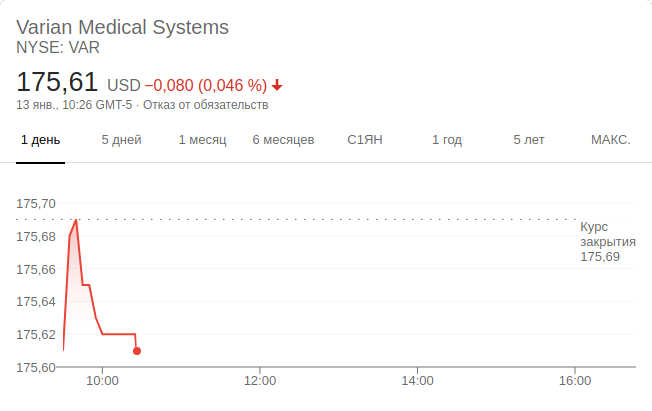 Varian Medical Systems
NYSE: VAR
175,61 USD −0,080 (0,046 %)
13 янв., 10:26 GMT-5 · Отказ от обязательств
1 день 5 дней 1 месяц 6 месяцев С1ЯН 1 год 5 лет МАКС.
175,70
Курс
175,68
закрытия
175,69
175,66
175,64
175,62
175,60
10:00 12:00 14:00 16:00